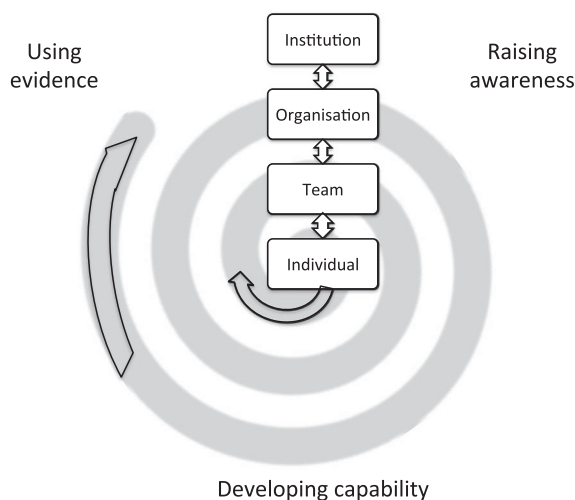 Using
evidence
Institution
Raising
awareness
Organisation
Team
Individual
Developing capability